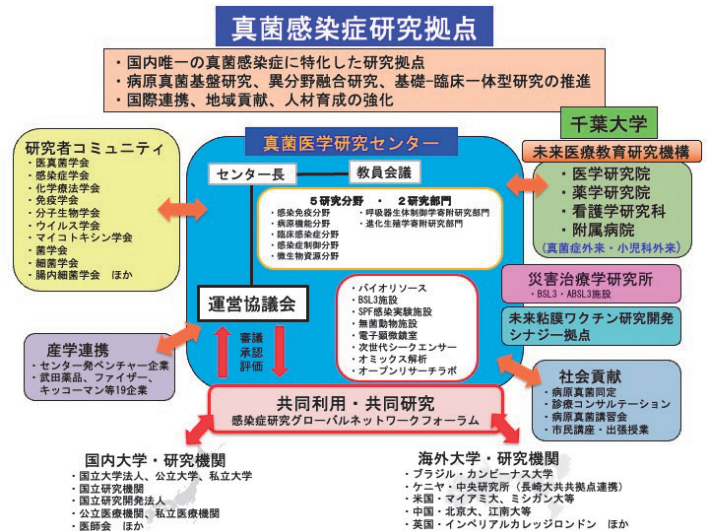 真菌感染症研究拠点
・国内唯一の真菌感染症に特化した研究拠点
・病原真菌基盤研究、異分野融合研究、基礎-臨床一体型研究の推進
・国際連携、地域貢献、人材育成の強化
研究者コミュニティ
・医真菌学会
・感染症学会
・化学療法学会
・免疫学会
・分子生物学会
・ウイルス学会
・マイコトキシン学会
・菌学会
・細菌学会
・腸内細菌学会 ほか
真菌医学研究センター
センター長
教員会議
5研究分野 ・ 2研究部門
・感染免疫分野
・病原機能分野
・臨床感染症分野
・感染症制御分野
・微生物資源分野
・呼吸器生体制御学寄附研究部門
・進化生殖学寄附研究部門
運営協議会
審議
承認
評価
・バイオリソース
・BSL3施設
・SPF感染実験施設
・無菌動物施設
・電子顕微鏡室
・次世代シークエンサー
・オミックス解析
・オープンリサーチラボ
千葉大学
未来医療教育研究機構
・医学研究院
・薬学研究院
・看護学研究科
・附属病院
(真菌症外来・小児科外来)
災害治療学研究所
・BSL3・ABSL3施設
未来粘膜ワクチン研究開発
シナジー拠点
産学連携
・センター発ベンチャー企業
・武田薬品、ファイザー、
キッコーマン等19企業
社会貢献
・病原真菌同定
・診療コンサルテーション
・病原真菌講習会
・市民講座・出張授業
共同利用・共同研究
感染症研究グローバルネットワークフォーラム
国内大学・研究機関
・国立大学法人、公立大学、私立大学
・国立研究機関
・国立研究開発法人
・公立医療機関、私立医療機関
・医師会 ほか
海外大学・研究機関
・ブラジル・カンピーナス大学
・ケニヤ・中央研究所（長崎大共共拠点連携）
・米国・マイアミ大、ミシガン大等
・中国・北京大、江南大等
・英国・インペリアルカレッジロンドン ほか